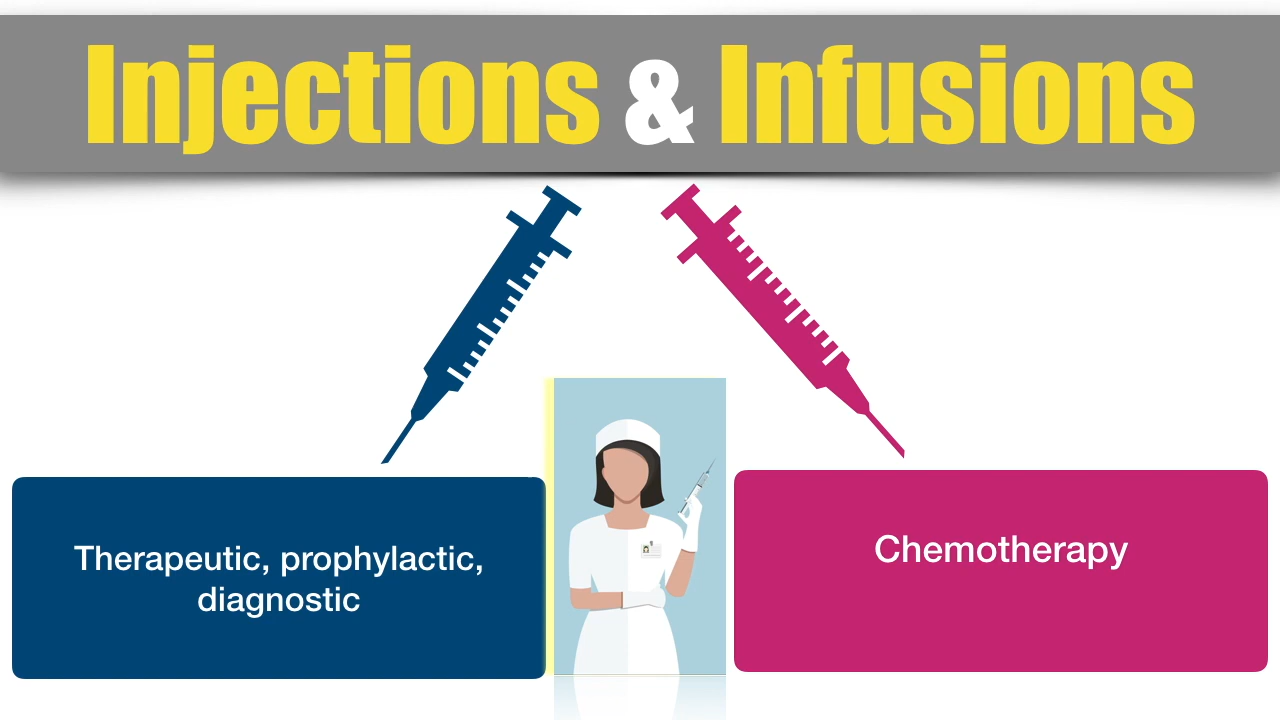 Injections & Infusions
Therapeutic, prophylactic,
diagnostic
Chemotherapy